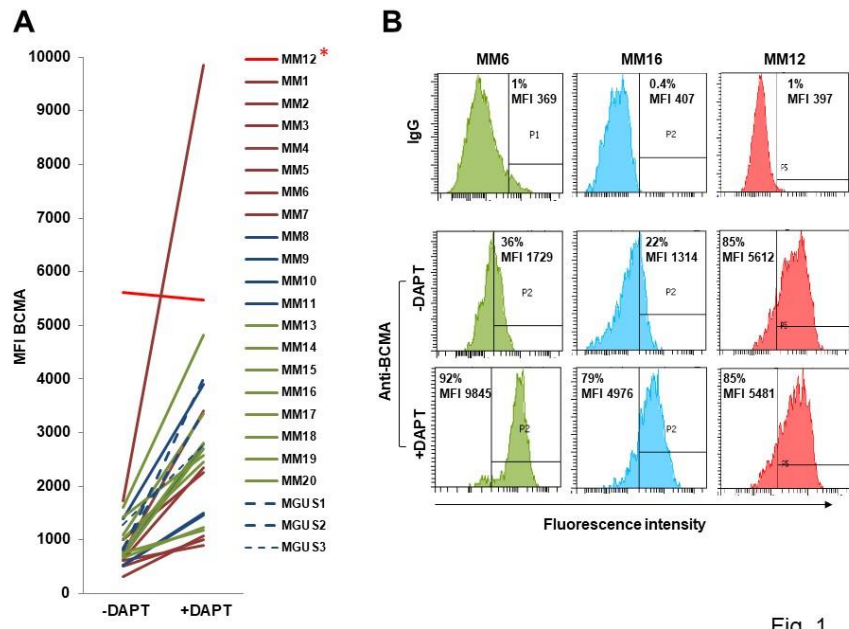 A
MFI BCMA
10000
9000
8000
7000
6000
5000
4000
3000
2000
1000
0
-DAPT +DAPT
MM12 *
MM1
MM2
MM3
MM4
MM5
MM6
MM7
MM8
MM9
MM10
MM11
MM13
MM14
MM15
MM16
MM17
MM18
MM19
MM20
MGUS1
MGUS2
MGUS3
B
MM6 MM16 MM12
IgG
1%
MFI 369
P1
0.4%
MFI 407
P2
1%
MFI 397
P5
Anti-BCMA
-DAPT
36%
MFI 1729
P2
22%
MFI 1314
P2
85%
MFI 5612
P5
+DAPT
92%
MFI 9845
P2
79%
MFI 4976
P2
85%
MFI 5481
P5
Fluorescence intensity
Fig. 1